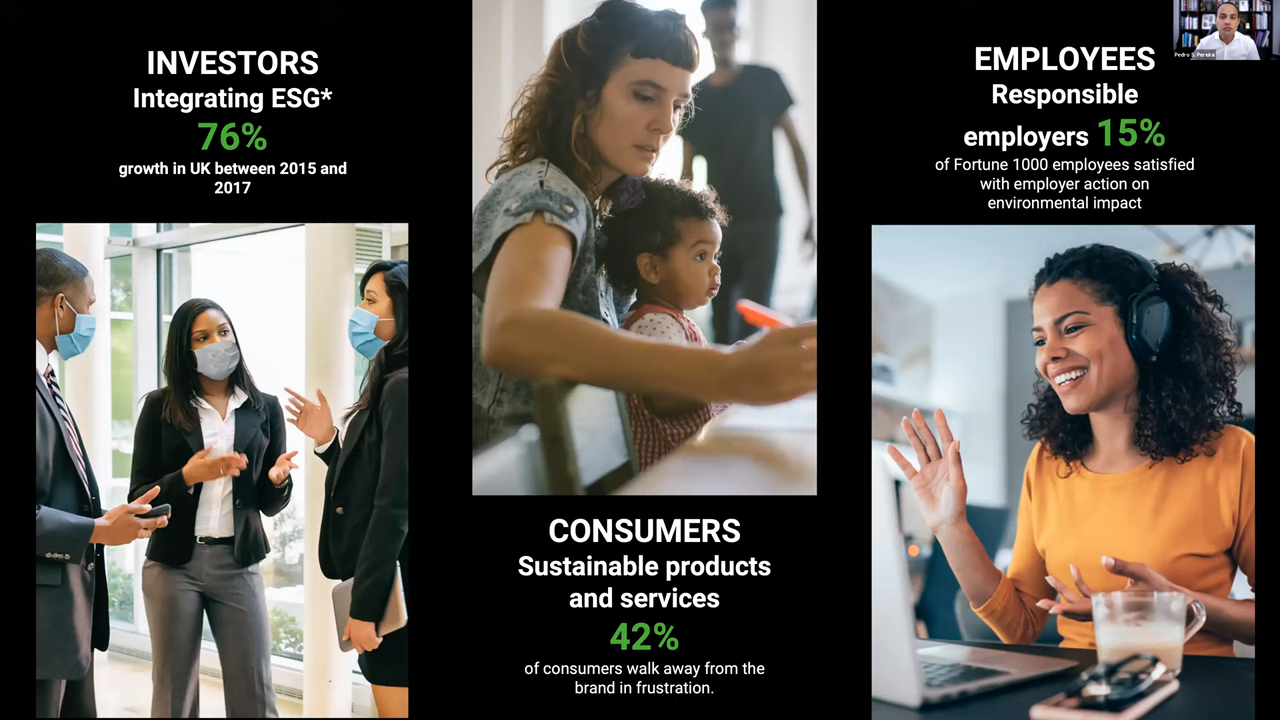 INVESTORS
Integrating ESG*
76%
growth in UK between 2015 and
2017
CONSUMERS
Sustainable products
and services
42%
of consumers walk away from the
brand in frustration.
EMPLOYEES
Responsible
employers 15%
of Fortune 1000 employees satisfied
with employer action on
environmental impact
Pedro S. Pereira